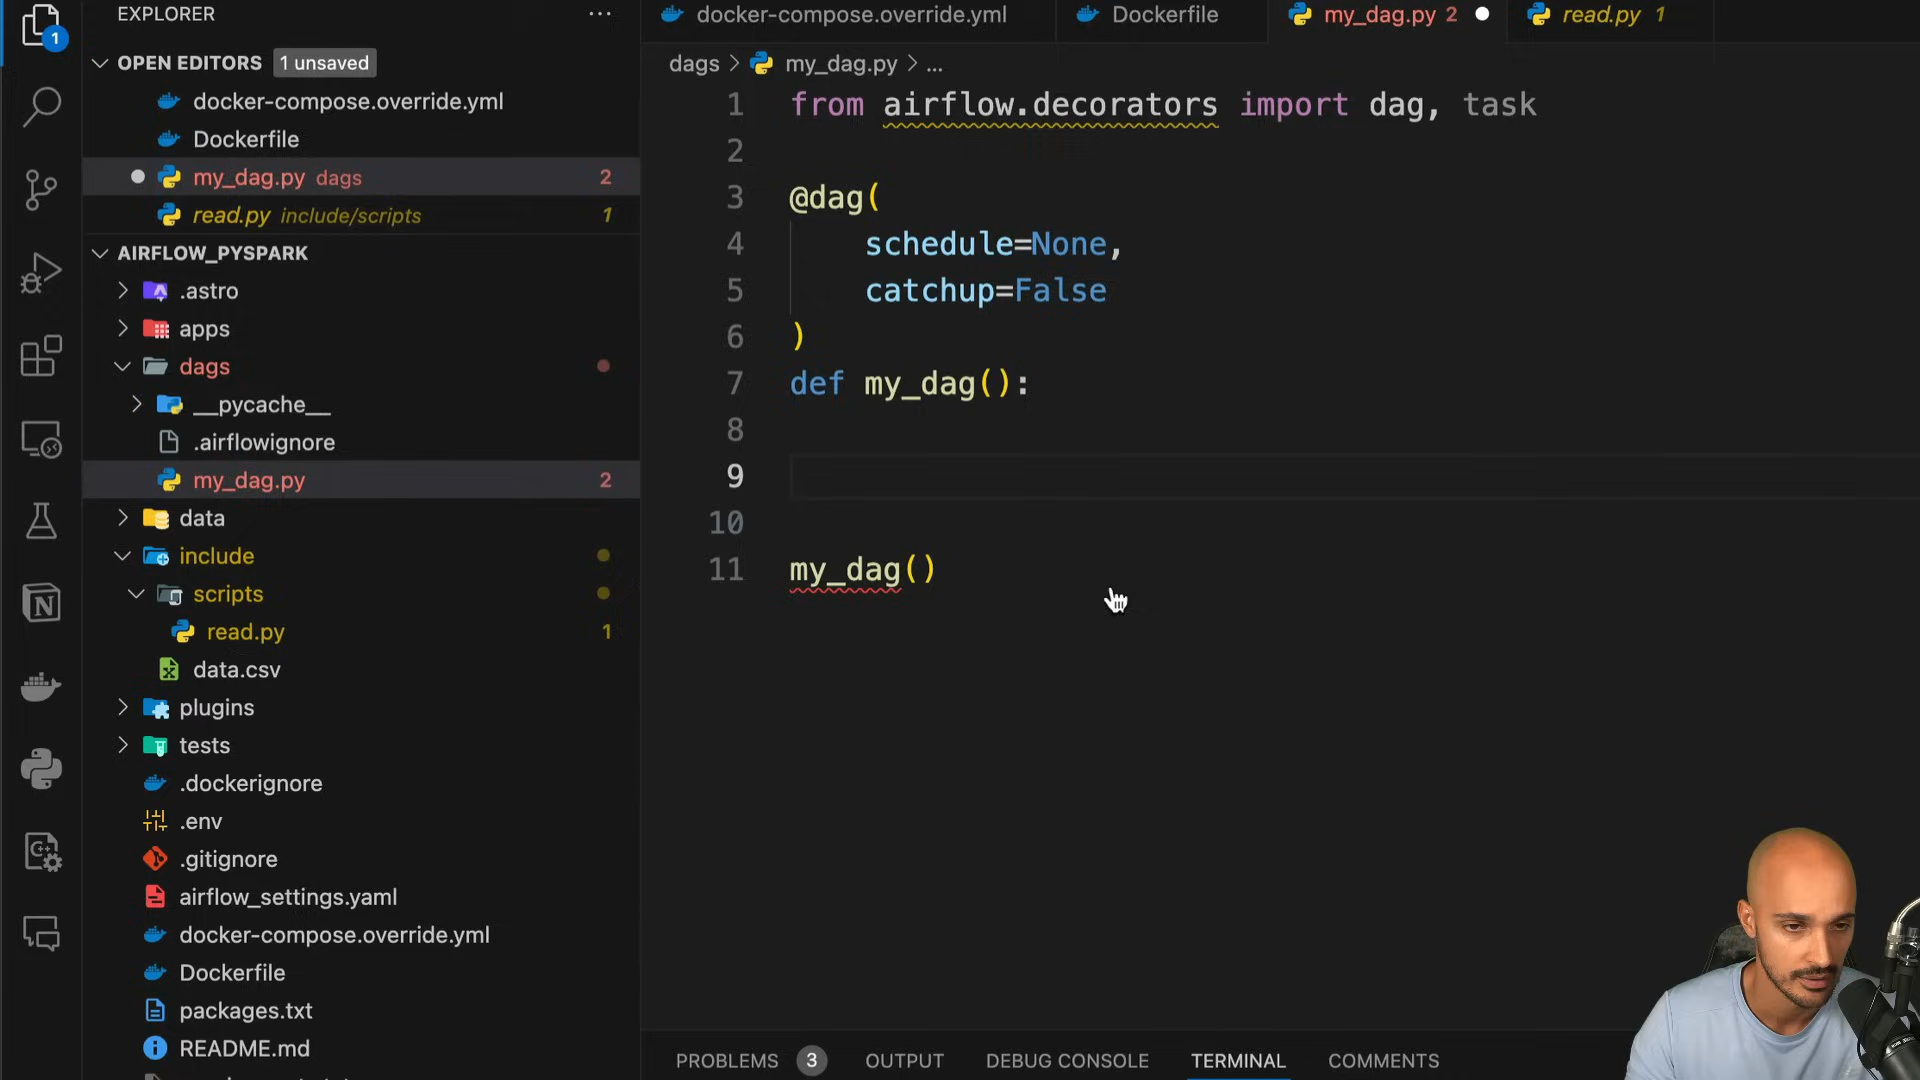 EXPLORER
OPEN EDITORS 1 unsaved
docker-compose.override.yml
Dockerfile
my_dag.py dags 2
read.py include/scripts 1
AIRFLOW_PYSPARK
.astro
apps
dags
__pycache__
.airflowignore
my_dag.py 2
data
include
scripts
read.py 1
data.csv
plugins
tests
.dockerignore
.env
.gitignore
airflow_settings.yaml
docker-compose.override.yml
Dockerfile
packages.txt
README.md
1
docker-compose.override.yml Dockerfile my_dag.py 2 read.py 1
dags > my_dag.py > ...
1 from airflow.decorators import dag, task
2
3 @dag(
4 schedule=None,
5 catchup=False
6 )
7 def my_dag():
8
9
10
11 my_dag()
PROBLEMS 3 OUTPUT DEBUG CONSOLE TERMINAL COMMENTS